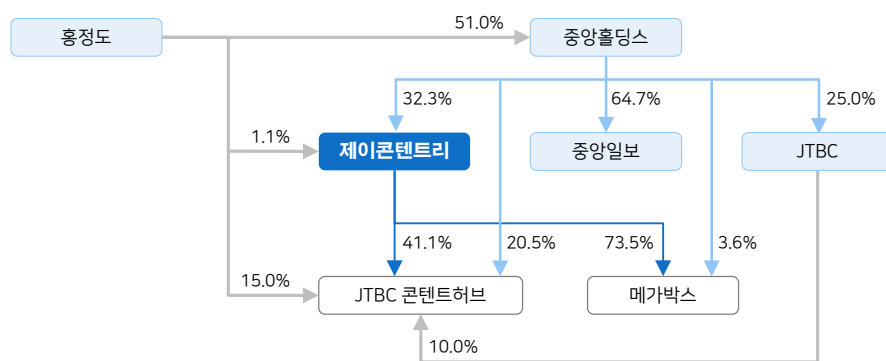 홍정도
51.0%
중앙홀딩스
32.3%
64.7%
25.0%
1.1%
제이콘텐트리
중앙일보
JTBC
41.1%
20.5%
73.5%
3.6%
15.0%
JTBC 콘텐트허브
메가박스
10.0%